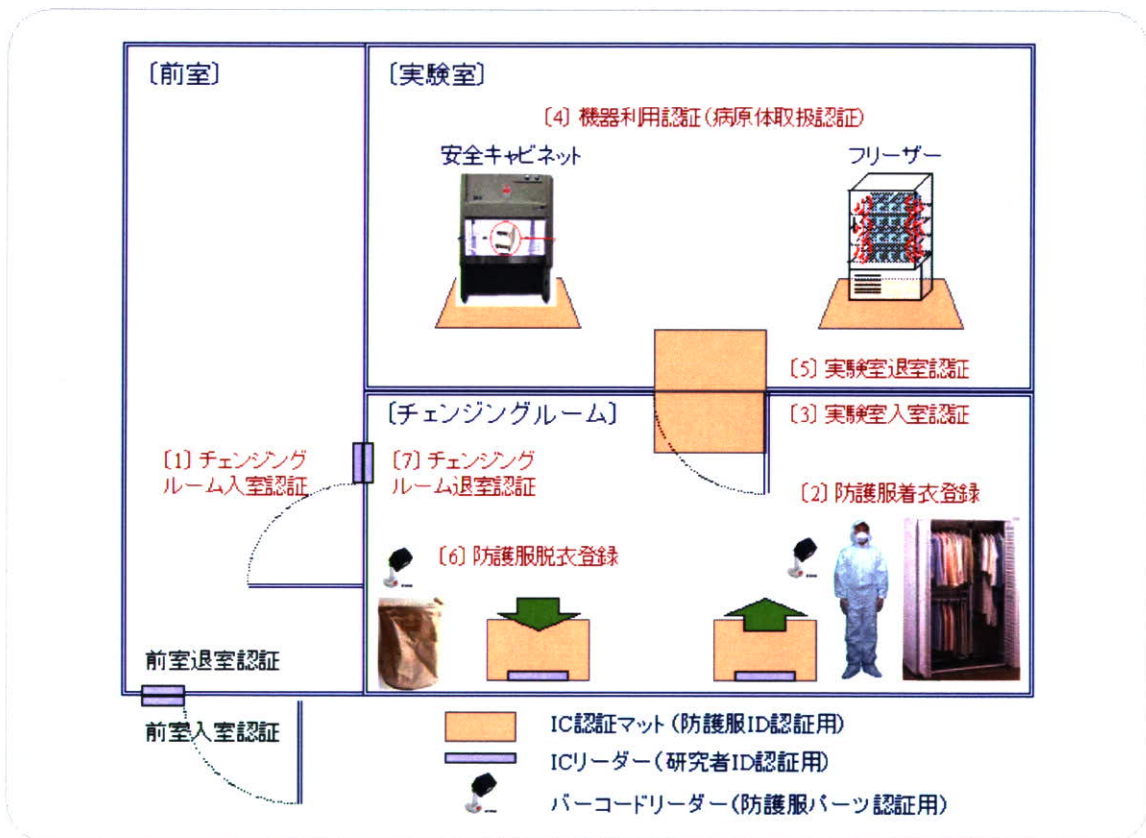 〔前室〕
〔実験室〕
〔4〕機器利用認証(病原体取扱認証)
安全キャビネット
フリーザー
〔5〕実験室退室認証
〔チェンジングルーム〕
〔3〕実験室入室認証
〔1〕チェンジング
ルーム入室認証
〔7〕チェンジング
ルーム退室認証
〔2〕防護服着衣登録
〔6〕防護服脱衣登録
前室退室認証
前室入室認証
IC認証マット(防護服ID認証用)
ICリーダー(研究者ID認証用)
バーコードリーダー(防護服パーツ認証用)